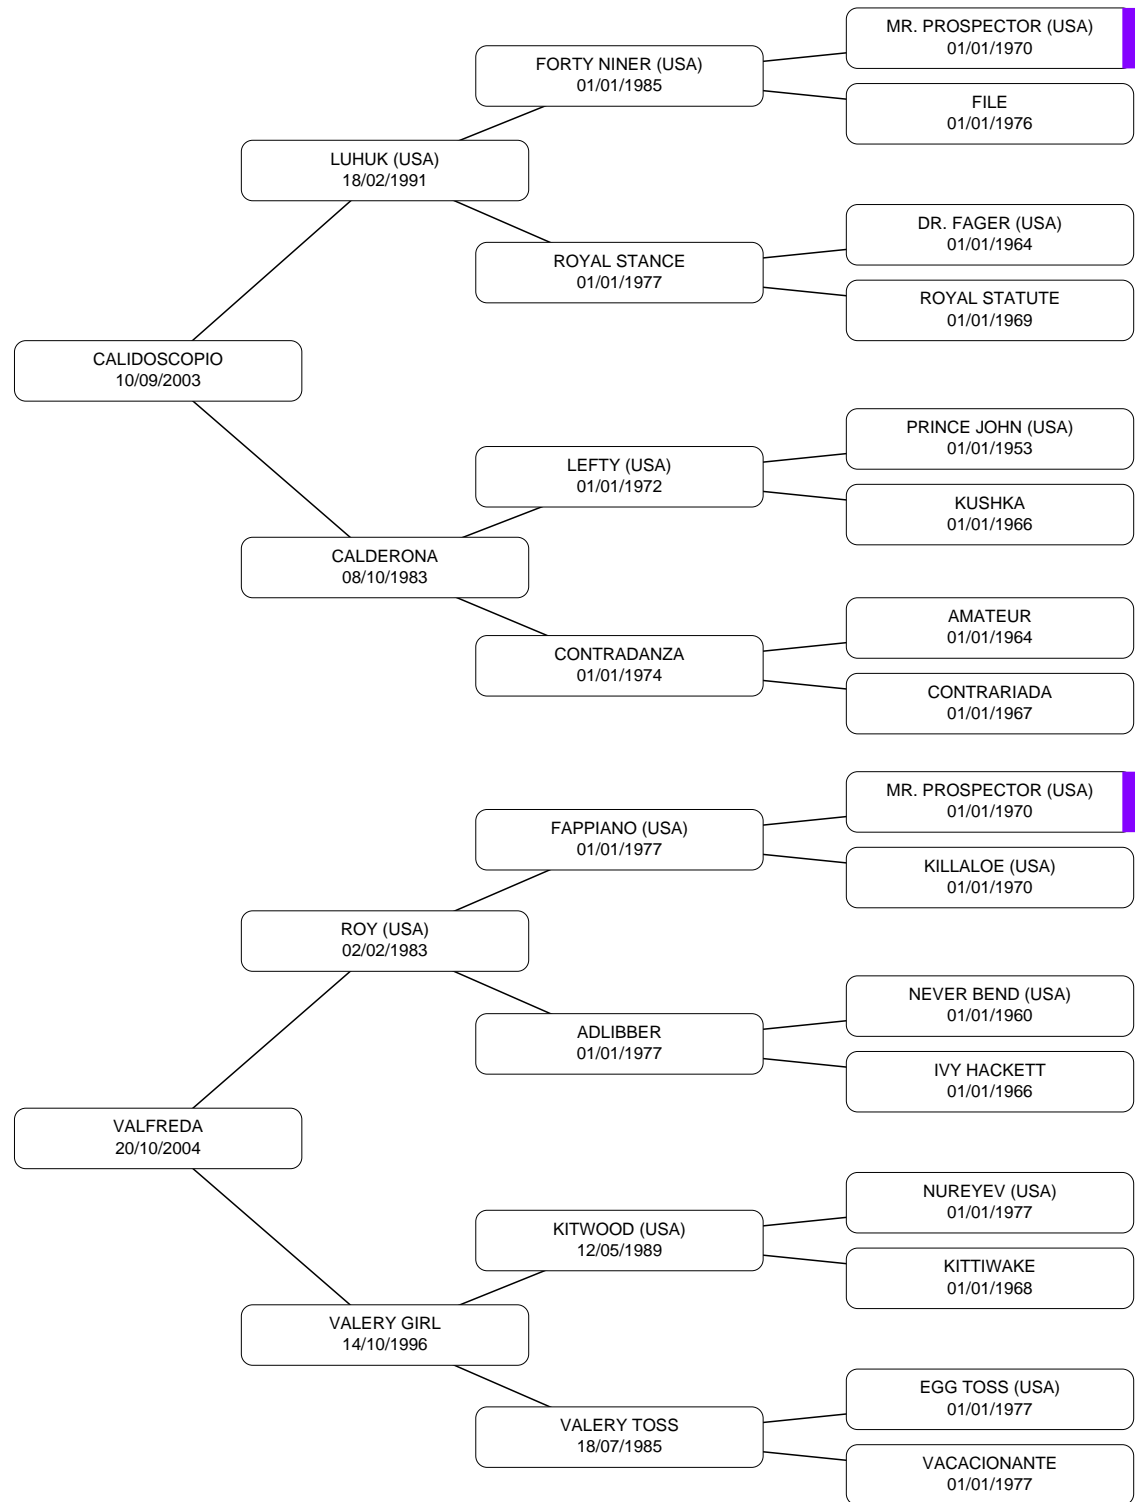 MR. PROSPECTOR (USA)
01/01/1970
FORTY NINER (USA)
01/01/1985
FILE
01/01/1976
LUHUK (USA)
18/02/1991
DR. FAGER (USA)
01/01/1964
ROYAL STANCE
01/01/1977
ROYAL STATUTE
01/01/1969
CALIDOSCOPIO
10/09/2003
PRINCE JOHN (USA)
01/01/1953
LEFTY (USA)
01/01/1972
KUSHKA
01/01/1966
CALDERONA
08/10/1983
AMATEUR
01/01/1964
CONTRADANZA
01/01/1974
CONTRARIADA
01/01/1967
MR. PROSPECTOR (USA)
01/01/1970
FAPPIANO (USA)
01/01/1977
KILLALOE (USA)
01/01/1970
ROY (USA)
02/02/1983
NEVER BEND (USA)
01/01/1960
ADLIBBER
01/01/1977
IVY HACKETT
01/01/1966
VALFREDA
20/10/2004
NUREYEV (USA)
01/01/1977
KITWOOD (USA)
12/05/1989
KITTIWAKE
01/01/1968
VALERY GIRL
14/10/1996
EGG TOSS (USA)
01/01/1977
VALERY TOSS
18/07/1985
VACACIONANTE
01/01/1977